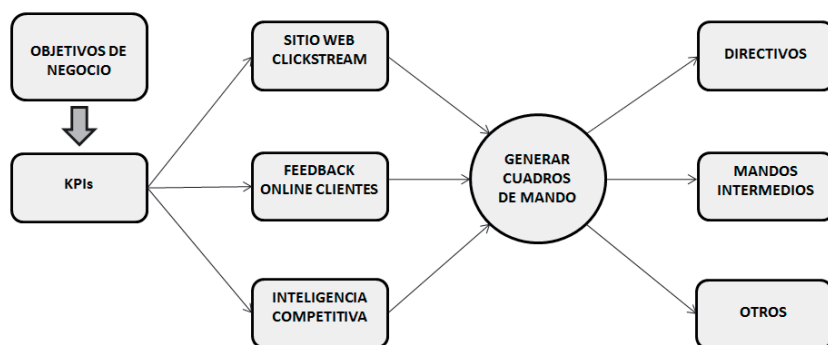 OBJETIVOS DE
NEGOCIO
KPIs
SITIO WEB
CLICKSTREAM
FEEDBACK
ONLINE CLIENTES
INTELIGENCIA
COMPETITIVA
GENERAR
CUADROS
DE MANDO
DIRECTIVOS
MANDOS
INTERMEDIOS
OTROS